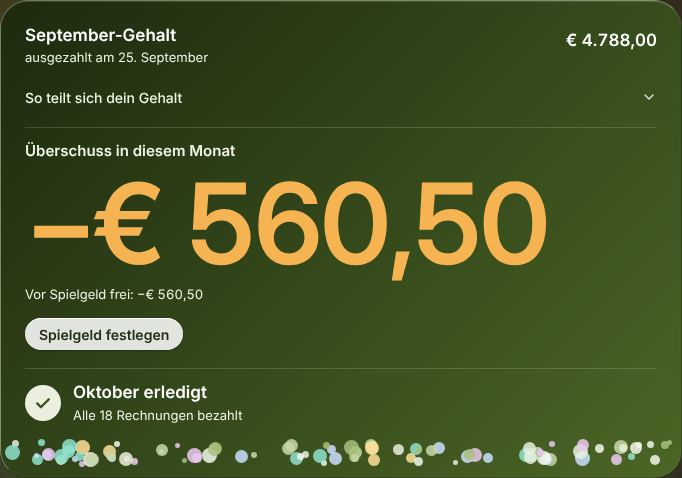 September-Gehalt
€ 4.788,00
ausgezahlt am 25. September
So teilt sich dein Gehalt
Überschuss in diesem Monat
−€ 560,50
Vor Spielgeld frei: −€ 560,50
Spielgeld festlegen
Oktober erledigt
Alle 18 Rechnungen bezahlt